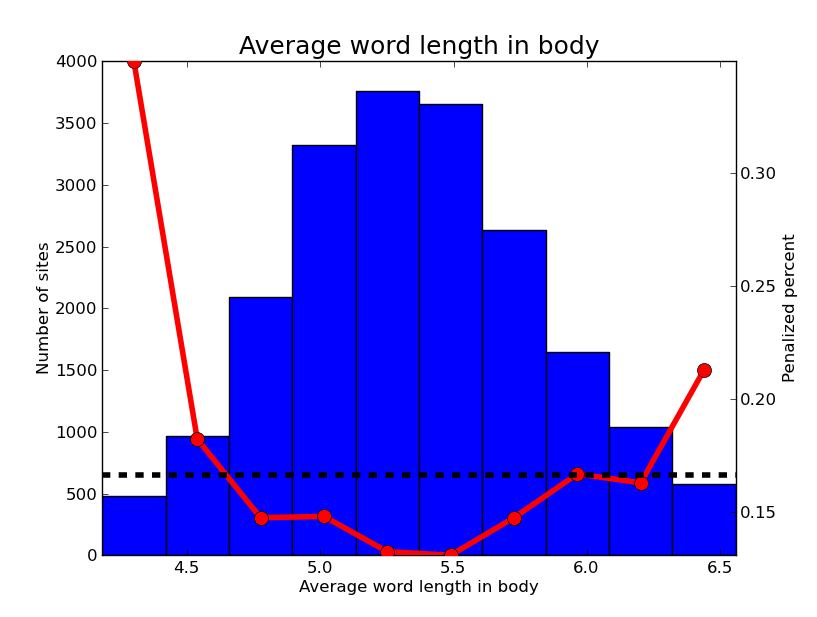 Average word length in body
4000
3500
3000
2500
2000
1500
1000
500
0
Number of sites
0.30
0.25
0.20
0.15
Penalized percent
4.5 5.0 5.5 6.0 6.5
Average word length in body